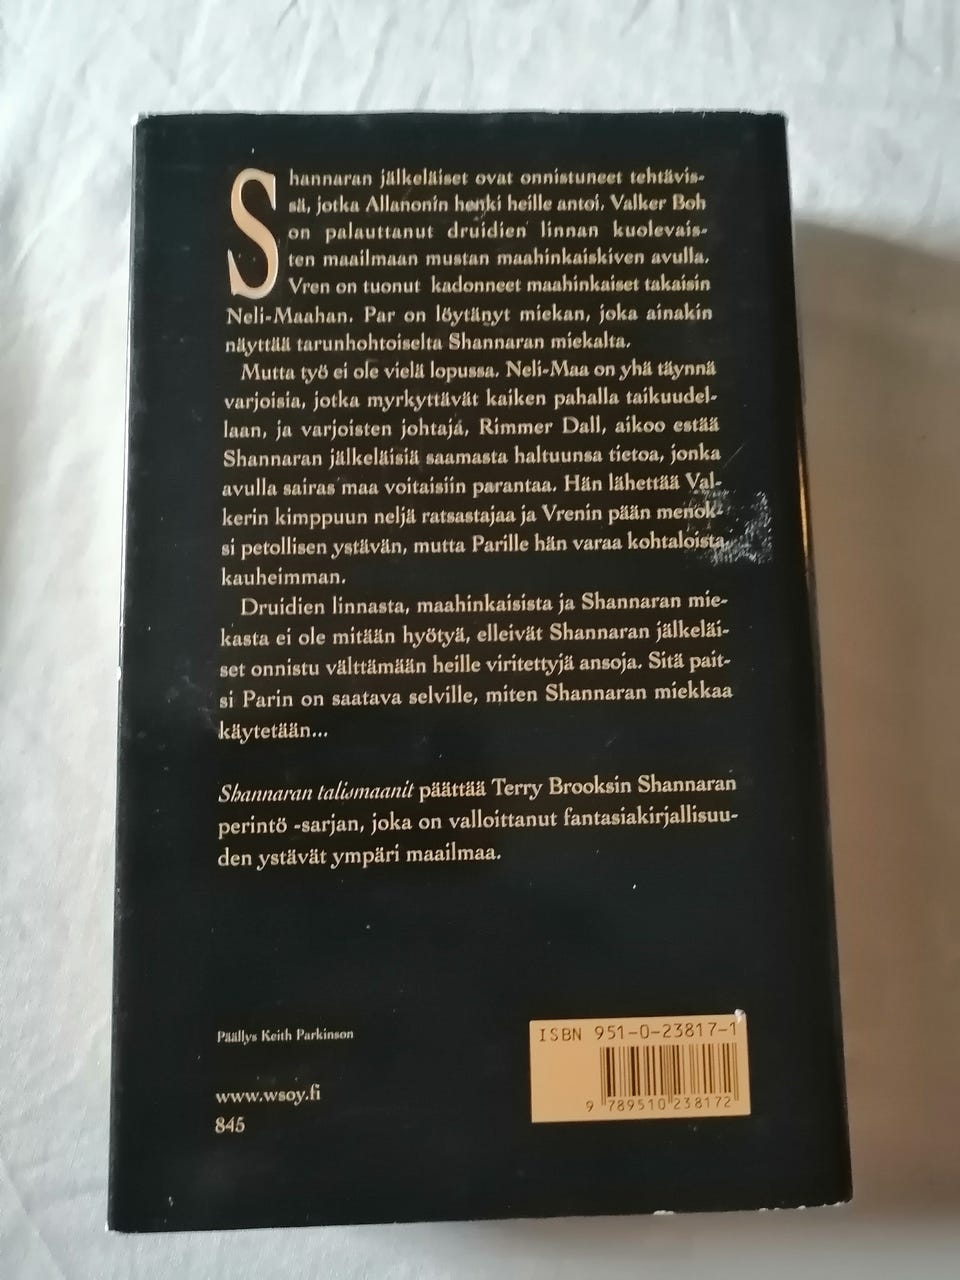 Shannaran jälkeläiset ovat onnistuneet tehtävis-
sä, jotka Allanonin henki heille antoi. Valker Boh
on palauttanut druidien linnan kuolevais-
ten maailmaan mustan maahinkaiskiven avulla.
Vren on tuonut kadonneet maahinkaiset takaisin
Neli-Maahan. Par on löytänyt miekan, joka ainakin
näyttää tarunhohtoiselta Shannaran miekalta.
Mutta työ ei ole vielä lopussa. Neli-Maa on yhä täynnä
varjoisia, jotka myrkyttävät kaiken pahalla taikuudel-
laan, ja varjoisten johtaja, Rimmer Dall, aikoo estää
Shannaran jälkeläisiä saamasta haltuunsa tietoa, jonka
avulla sairas maa voitaisiin parantaa. Hän lähettää Val-
kerin kimppuun neljä ratsastajaa ja Vrenin pään menok-
si petollisen ystävän, mutta Parille hän varaa kohtaloista
kauheimman.
Druidien linnasta, maahinkaisista ja Shannaran mie-
kasta ei ole mitään hyötyä, elleivät Shannaran jälkeläi-
set onnistu välttämään heille viritettyjä ansoja. Sitä pait-
si Parin on saatava selville, miten Shannaran miekkaa
käytetään...
Shannaran talismaanit päättää Terry Brooksin Shannaran
perintö -sarjan, joka on valloittanut fantasiakirjallisuu-
den ystävät ympäri maailmaa.
Päällys Keith Parkinson
www.wsoy.fi
845
ISBN 951-0-23817-1
9 789510 238172